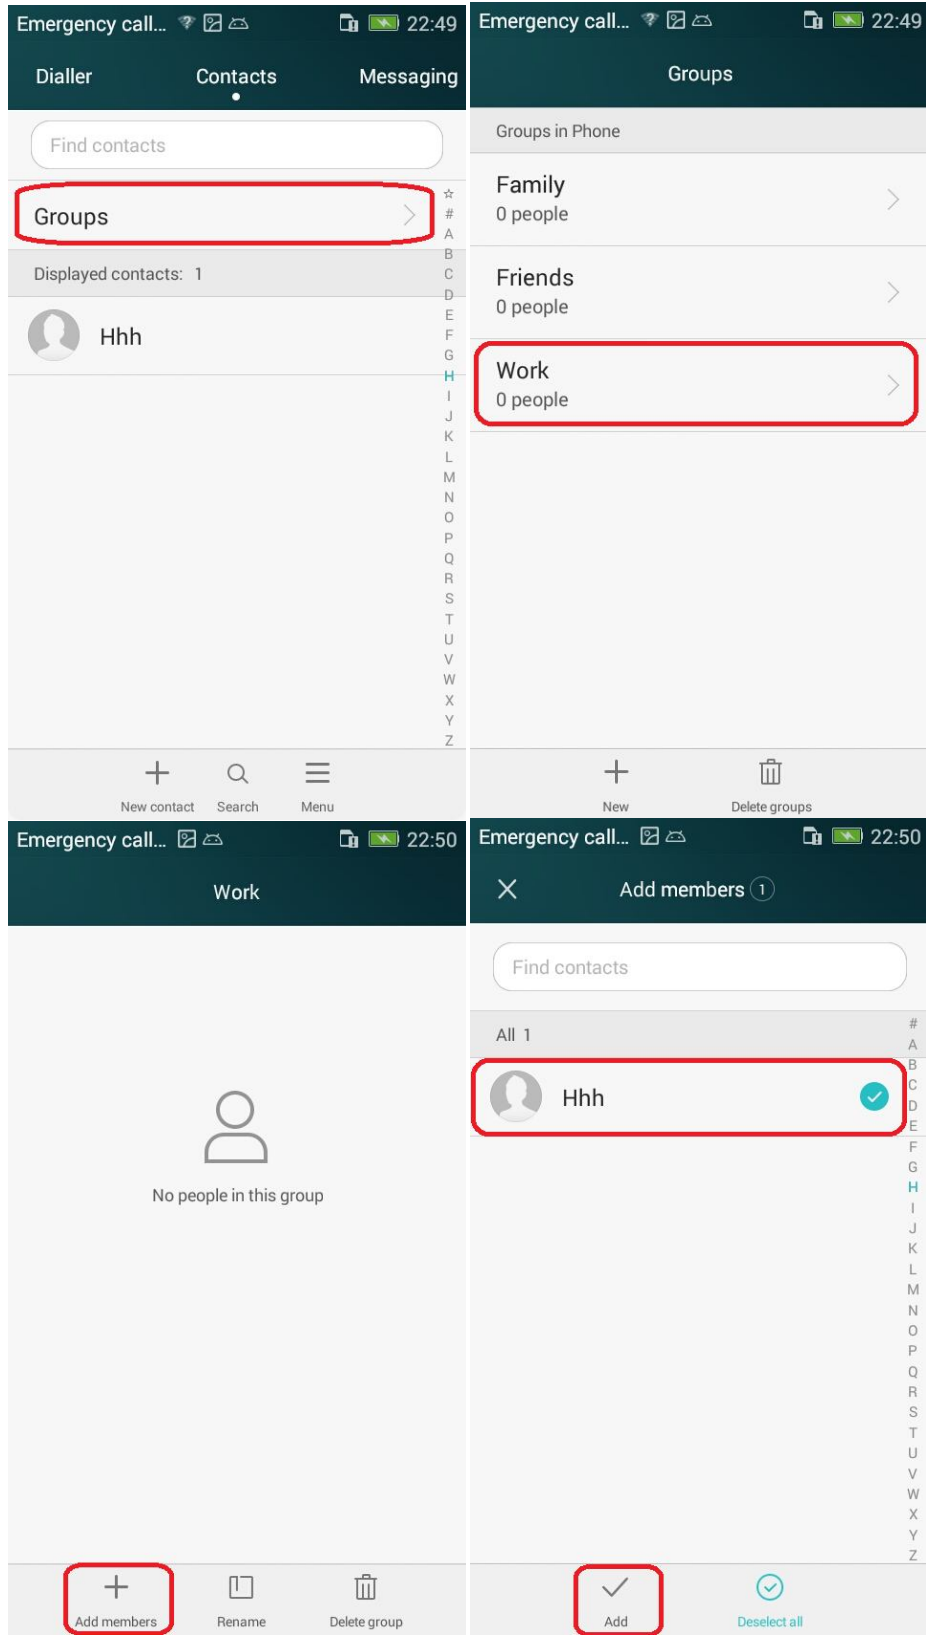 Emergency call... 22:49
Dialler Contacts Messaging
Find contacts
Groups
Displayed contacts: 1
Hhh
☆
#
A
B
C
D
E
F
G
H
I
J
K
L
M
N
O
P
Q
R
S
T
U
V
W
X
Y
Z
New contact Search Menu
Emergency call... 22:49
Groups
Groups in Phone
Family
0 people
Friends
0 people
Work
0 people
New Delete groups
Emergency call... 22:50
Work
No people in this group
Add members Rename Delete group
Emergency call... 22:50
Add members 1
Find contacts
All 1
Hhh
#
A
B
C
D
E
F
G
H
I
J
K
L
M
N
O
P
Q
R
S
T
U
V
W
X
Y
Z
Add Deselect all